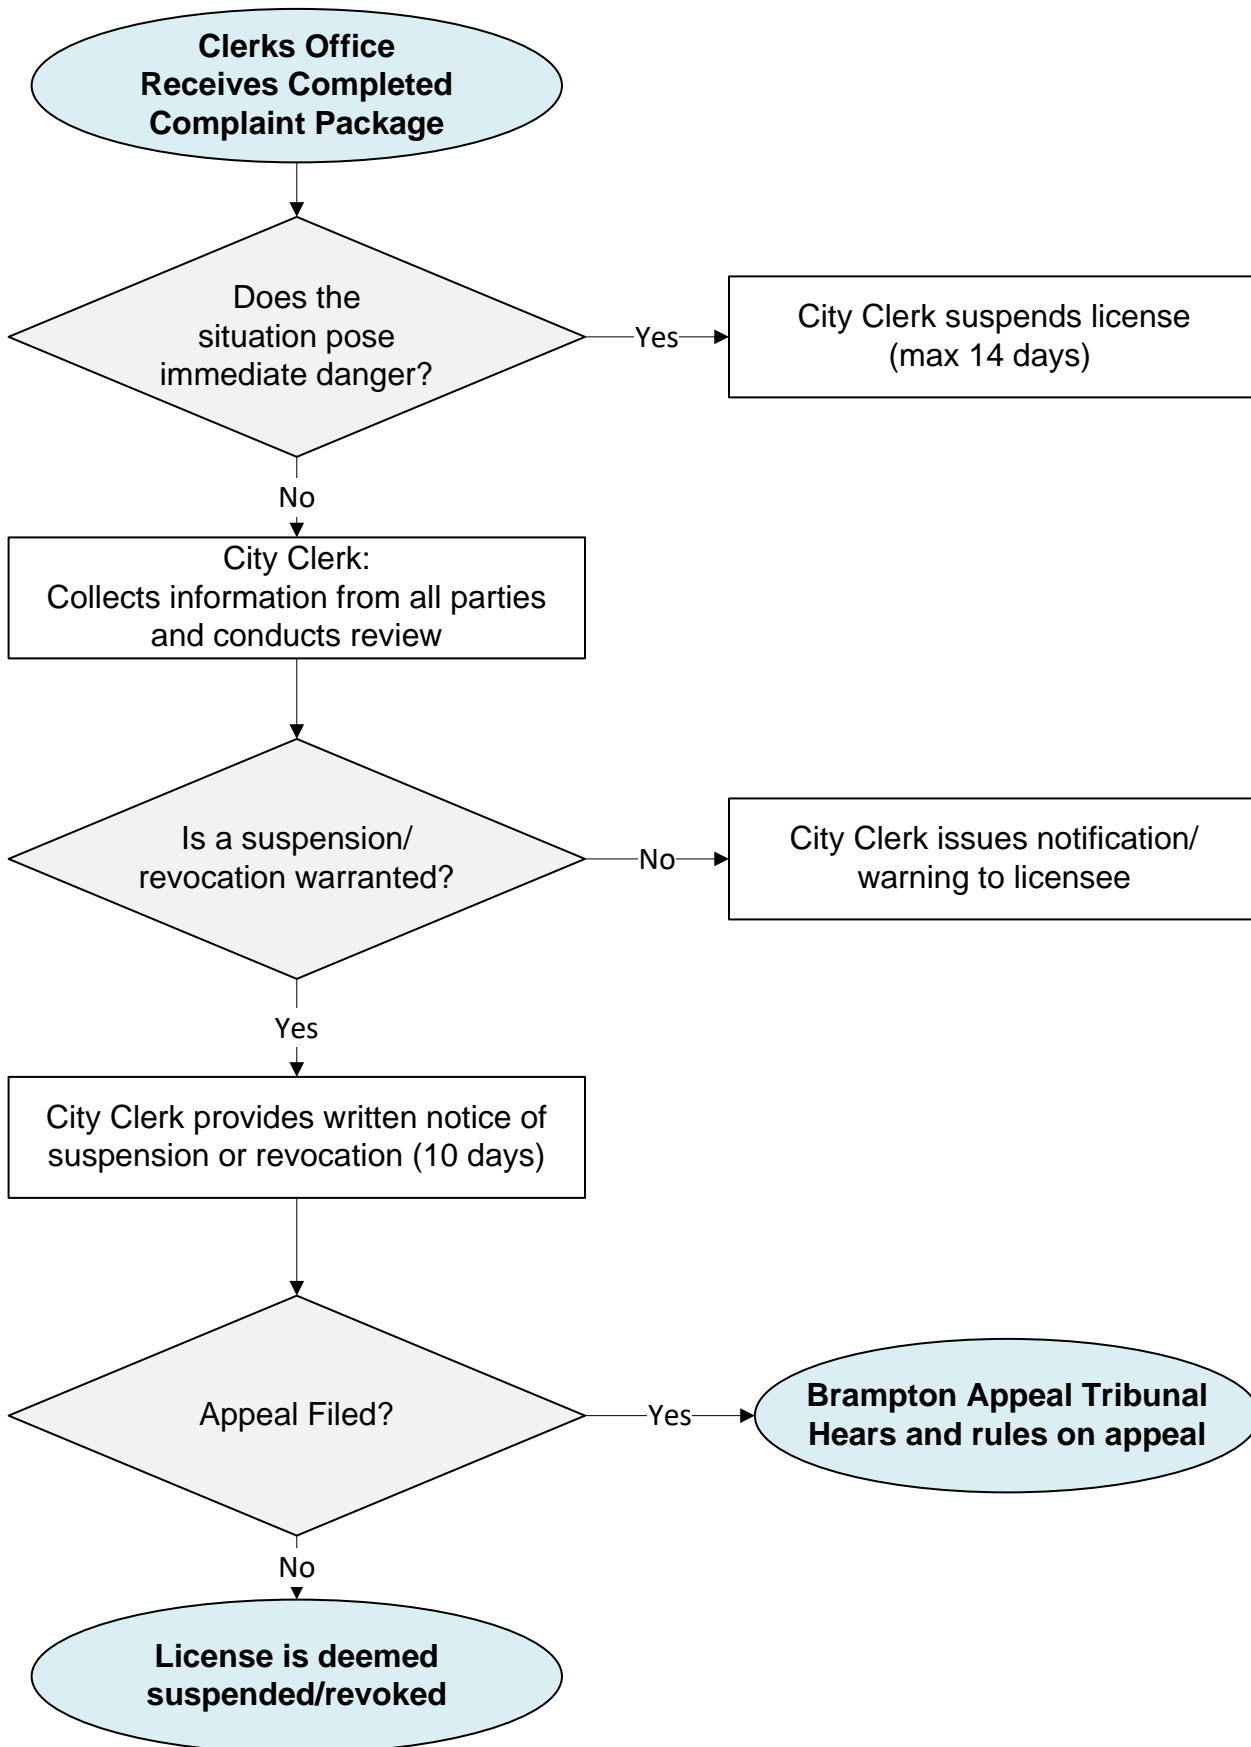 Clerks Office
Receives Completed
Complaint Package
Does the
situation pose
immediate danger?
Yes
City Clerk suspends license
(max 14 days)
No
City Clerk:
Collects information from all parties
and conducts review
Is a suspension/
revocation warranted?
No
City Clerk issues notification/
warning to licensee
Yes
City Clerk provides written notice of
suspension or revocation (10 days)
Appeal Filed?
Yes
Brampton Appeal Tribunal
Hears and rules on appeal
No
License is deemed
suspended/revoked